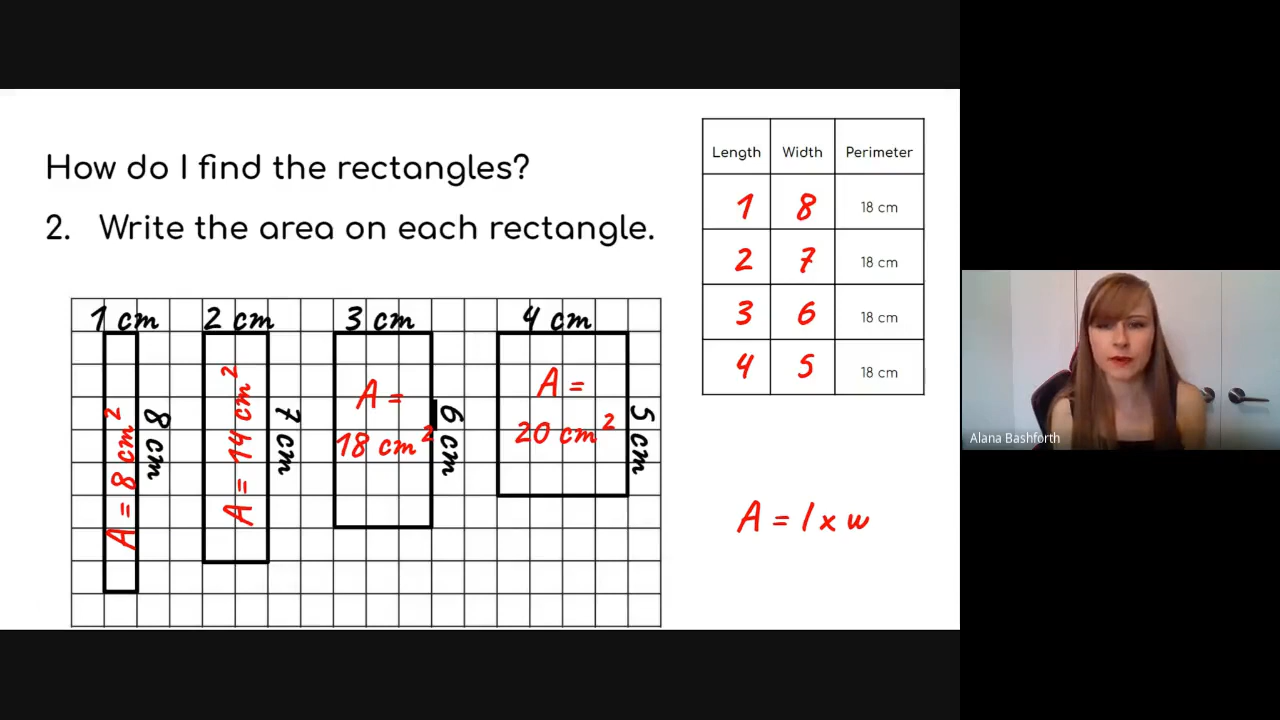 How do I find the rectangles?
2. Write the area on each rectangle.
1 cm 2 cm 3 cm 4 cm
A = 8 cm²
8 cm
A = 14 cm²
7 cm
A =
18 cm²
6 cm
A =
20 cm²
5 cm
Length Width Perimeter
1 8 18 cm
2 7 18 cm
3 6 18 cm
4 5 18 cm
A = l x w
Alana Bashforth